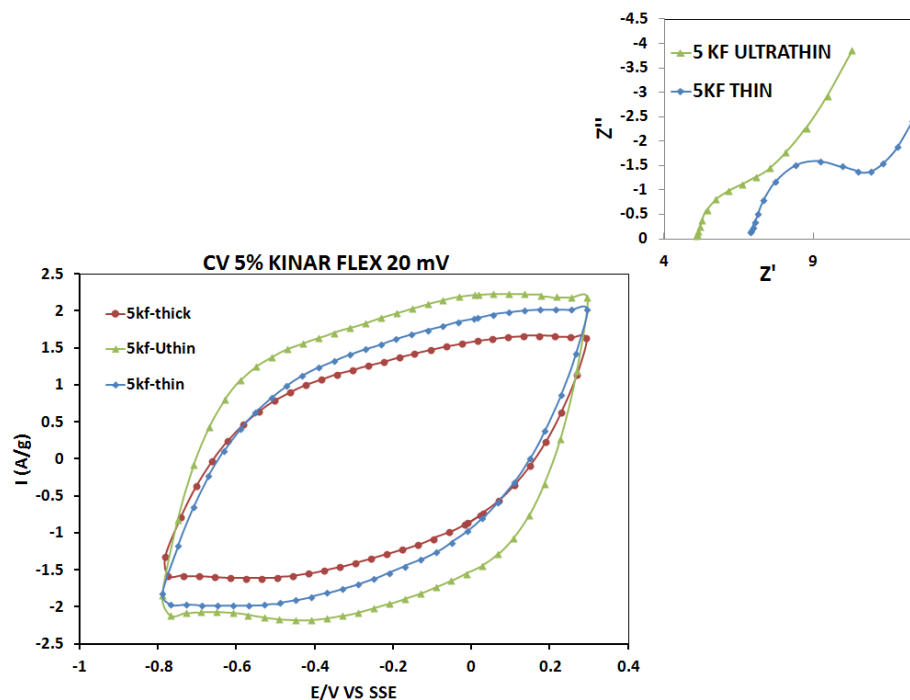 -4.5
-4
-3.5
-3
-2.5
-2
-1.5
-1
-0.5
0
Z''
5 KF ULTRATHIN
5KF THIN
4 9
Z'
CV 5% KINAR FLEX 20 mV
2.5
2
1.5
1
0.5
0
-0.5
-1
-1.5
-2
-2.5
I (A/g)
5kf-thick
5kf-Uthin
5kf-thin
-1 -0.8 -0.6 -0.4 -0.2 0 0.2 0.4
E/V VS SSE